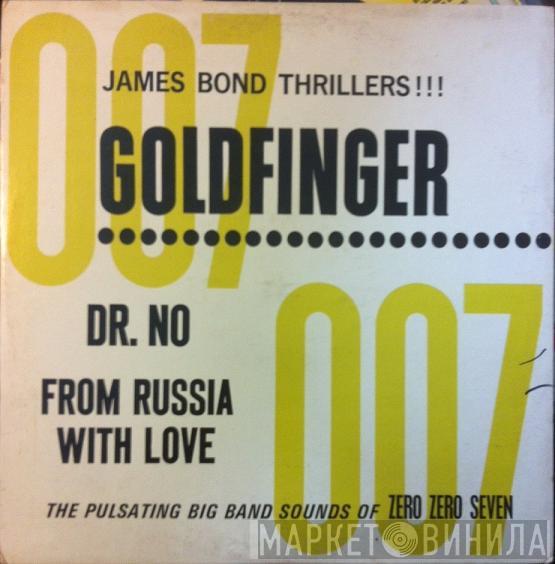 007
JAMES BOND THRILLERS!!!
GOLDFINGER
DR. NO
007
FROM RUSSIA
WITH LOVE
THE PULSATING BIG BAND SOUNDS OF ZERO ZERO SEVEN
МАРКЕТ ВИНИЛА